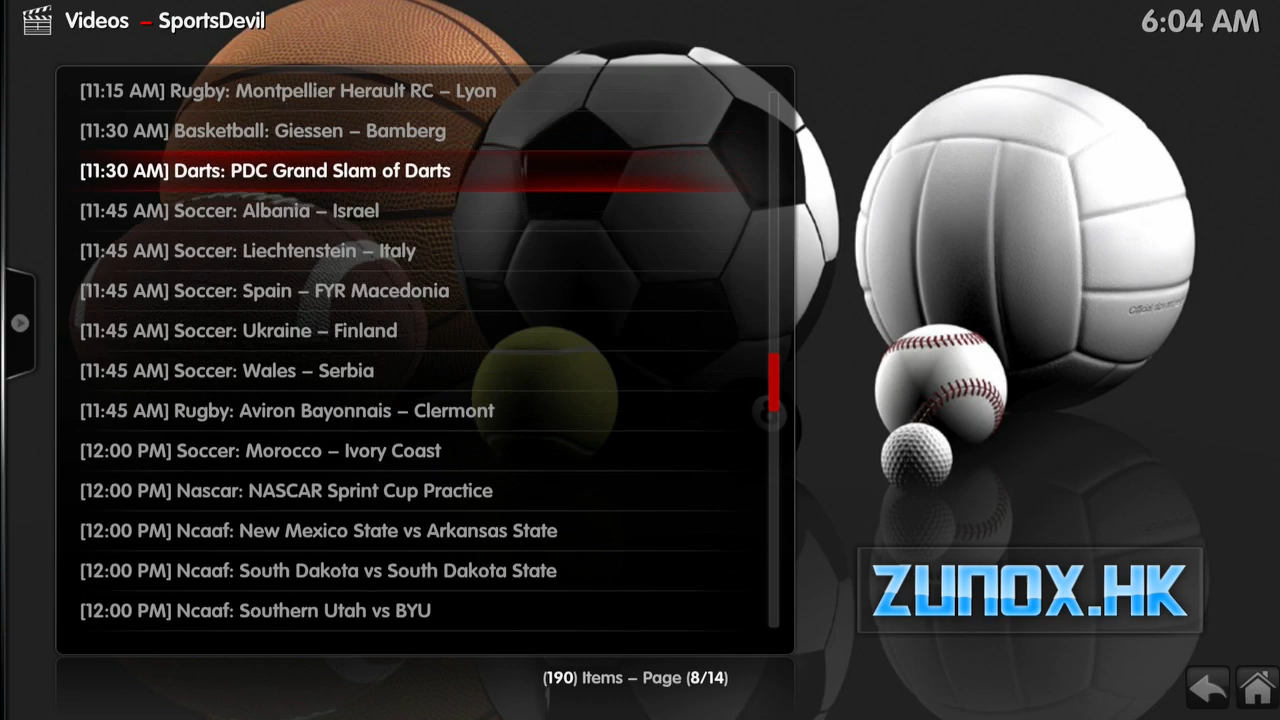 Videos – SportsDevil
6:04 AM
[11:15 AM] Rugby: Montpellier Herault RC – Lyon
[11:30 AM] Basketball: Giessen – Bamberg
[11:30 AM] Darts: PDC Grand Slam of Darts
[11:45 AM] Soccer: Albania – Israel
[11:45 AM] Soccer: Liechtenstein – Italy
[11:45 AM] Soccer: Spain – FYR Macedonia
[11:45 AM] Soccer: Ukraine – Finland
[11:45 AM] Soccer: Wales – Serbia
[11:45 AM] Rugby: Aviron Bayonnais – Clermont
[12:00 PM] Soccer: Morocco – Ivory Coast
[12:00 PM] Nascar: NASCAR Sprint Cup Practice
[12:00 PM] Ncaaf: New Mexico State vs Arkansas State
[12:00 PM] Ncaaf: South Dakota vs South Dakota State
[12:00 PM] Ncaaf: Southern Utah vs BYU
(190) Items – Page (8/14)
Official
8
ZUNOX.HK